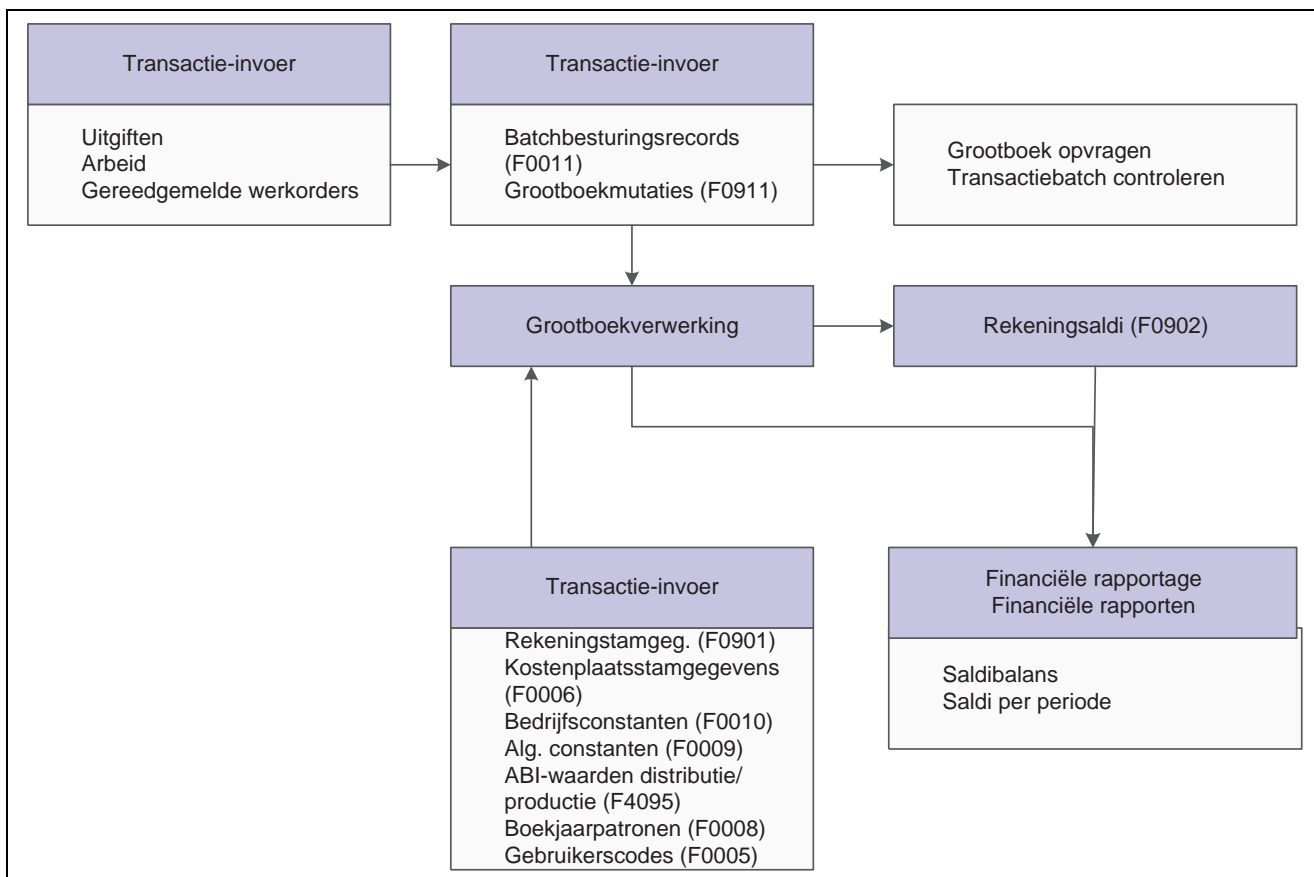 Transactie-invoer
Uitgiften
Arbeid
Gereedgemelde werkorders
Transactie-invoer
Batchbesturingsrecords
(F0011)
Grootboekmutaties (F0911)
Grootboek opvragen
Transactiebatch controleren
Grootboekverwerking
Rekeningsaldi (F0902)
Transactie-invoer
Rekeningstamgeg. (F0901)
Kostenplaatsstamgegevens
(F0006)
Bedrijfsconstanten (F0010)
Alg. constanten (F0009)
ABI-waarden distributie/
productie (F4095)
Boekjaarpatronen (F0008)
Gebruikerscodes (F0005)
Financiële rapportage
Financiële rapporten
Saldibalans
Saldi per periode